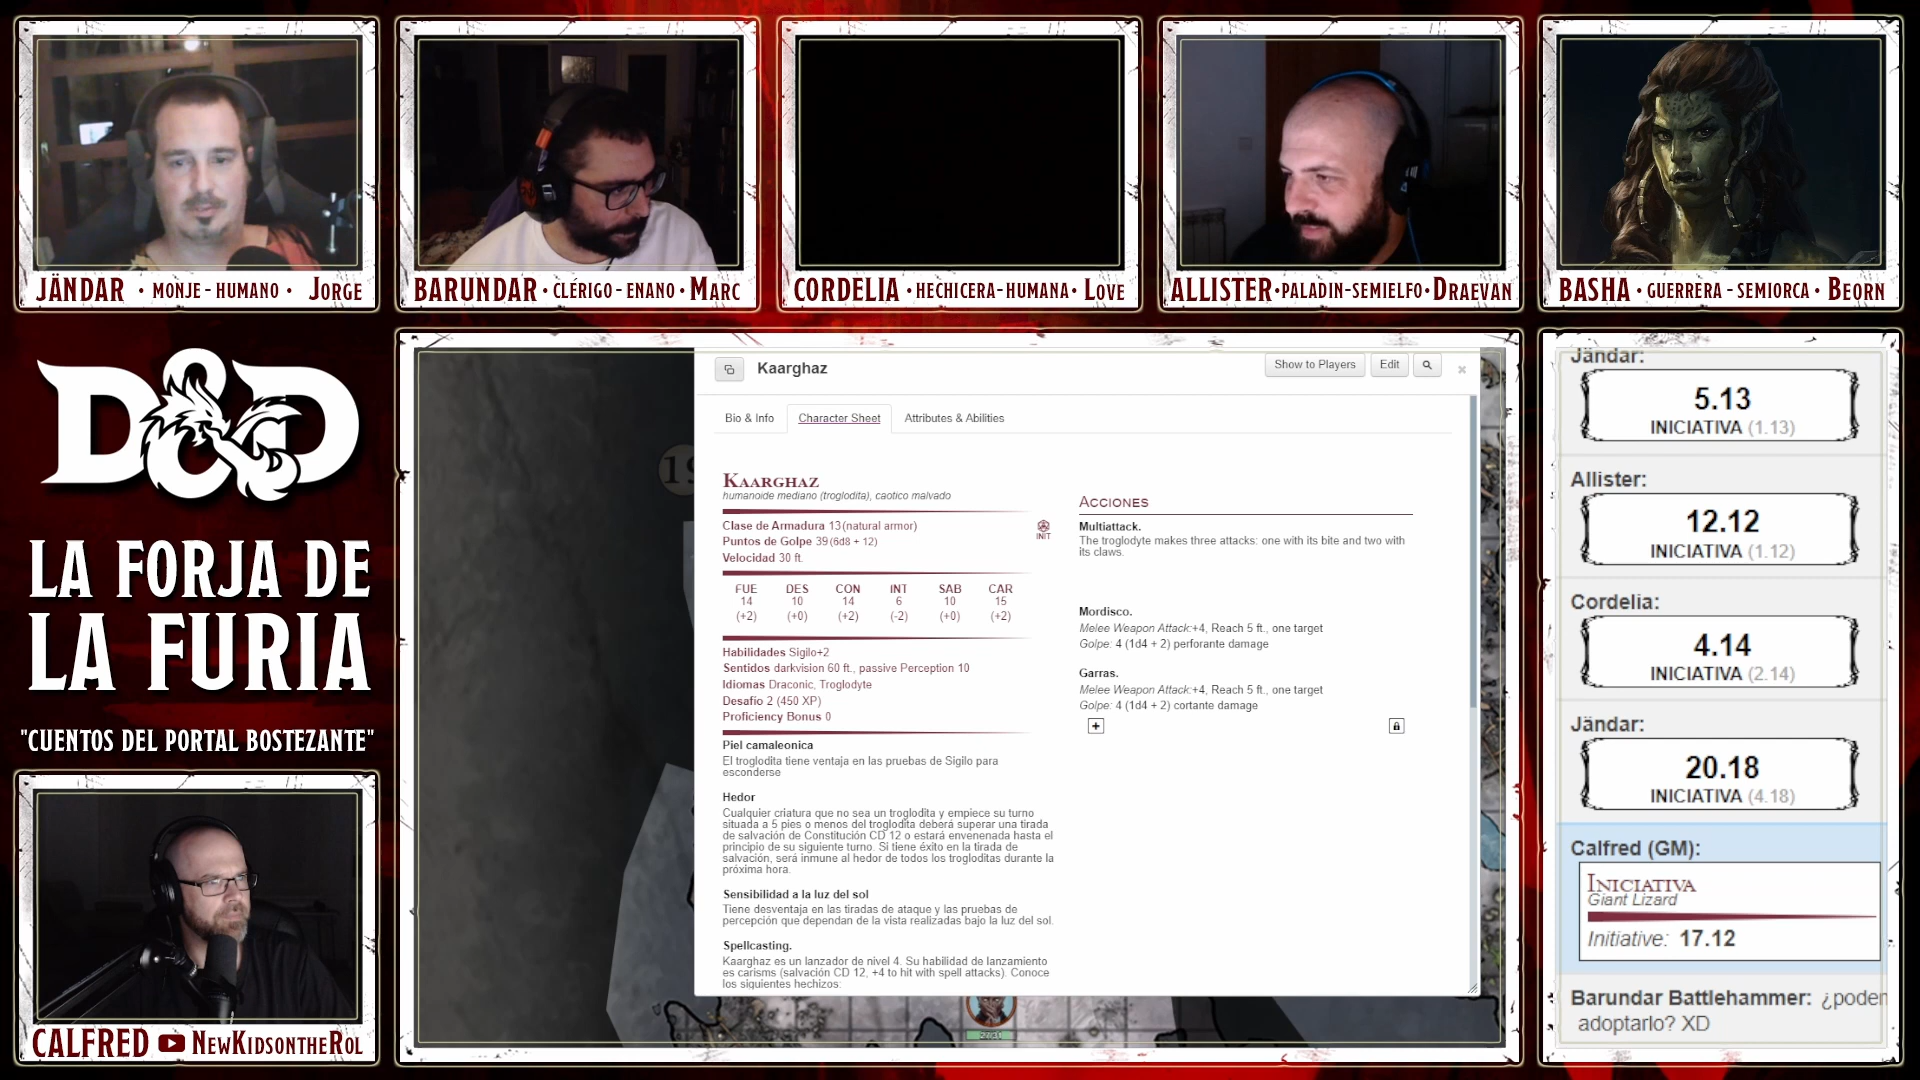 JÄNDAR • MONJE - HUMANO • JORGE
BARUNDAR • CLÉRIGO - ENANO • MARC
CORDELIA • HECHICERA-HUMANA • LOVE
ALLISTER • PALADIN-SEMIELFO • DRAEVAN
BASHA • GUERRERA - SEMIORCA • BEORN
D&D
LA FORJA DE
LA FURIA
"CUENTOS DEL PORTAL BOSTEZANTE"
CALFRED NEWKIDSONTHEROL
19
Kaarghaz
Show to Players
Edit
Bio & Info
Character Sheet
Attributes & Abilities
KAARGHAZ
humanoide mediano (troglodita), caotico malvado
Clase de Armadura 13 (natural armor)
Puntos de Golpe 39 (6d8 + 12)
Velocidad 30 ft.
INIT
FUE DES CON INT SAB CAR
14 10 14 6 10 15
(+2) (+0) (+2) (-2) (+0) (+2)
Habilidades Sigilo+2
Sentidos darkvision 60 ft., passive Perception 10
Idiomas Draconic, Troglodyte
Desafío 2 (450 XP)
Proficiency Bonus 0
Piel camaleonica
El troglodita tiene ventaja en las pruebas de Sigilo para
esconderse
Hedor
Cualquier criatura que no sea un troglodita y empiece su turno
situada a 5 pies o menos del troglodita deberá superar una tirada
de salvación de Constitución CD 12 o estará envenenada hasta el
principio de su siguiente turno. Si tiene éxito en la tirada de
salvación, será inmune al hedor de todos los trogloditas durante la
próxima hora.
Sensibilidad a la luz del sol
Tiene desventaja en las tiradas de ataque y las pruebas de
percepción que dependan de la vista realizadas bajo la luz del sol.
Spellcasting.
Kaarghaz es un lanzador de nivel 4. Su habilidad de lanzamiento
es carisms (salvación CD 12, +4 to hit with spell attacks). Conoce
los siguientes hechizos:
ACCIONES
Multiattack.
The troglodyte makes three attacks: one with its bite and two with
its claws.
Mordisco.
Melee Weapon Attack:+4, Reach 5 ft., one target
Golpe: 4 (1d4 + 2) perforante damage
Garras.
Melee Weapon Attack:+4, Reach 5 ft., one target
Golpe: 4 (1d4 + 2) cortante damage
Jändar:
5.13
INICIATIVA (1.13)
Allister:
12.12
INICIATIVA (1.12)
Cordelia:
4.14
INICIATIVA (2.14)
Jändar:
20.18
INICIATIVA (4.18)
Calfred (GM):
INICIATIVA
Giant Lizard
Initiative: 17.12
Barundar Battlehammer: ¿poden
adoptarlo? XD